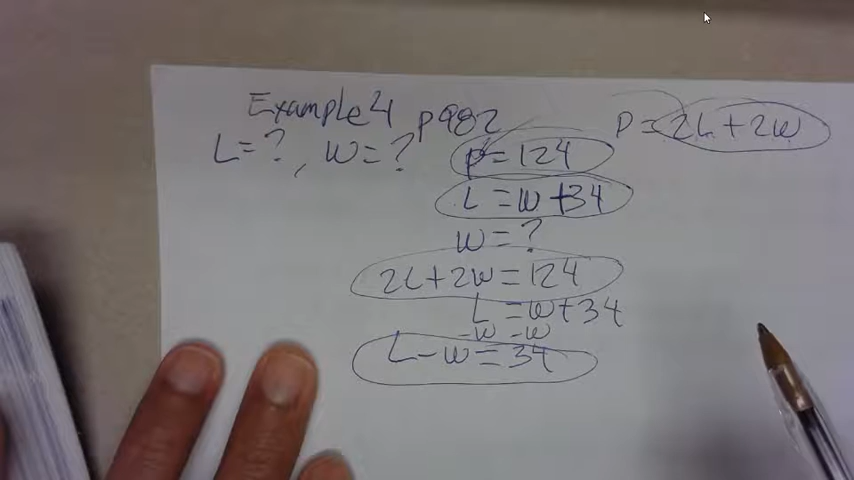 Example 4 p982
P = 2L + 2W
L = ? , W = ?
P = 124
L = W + 34
W = ?
2L + 2W = 124
L = W + 34
-W -W
L - W = 34